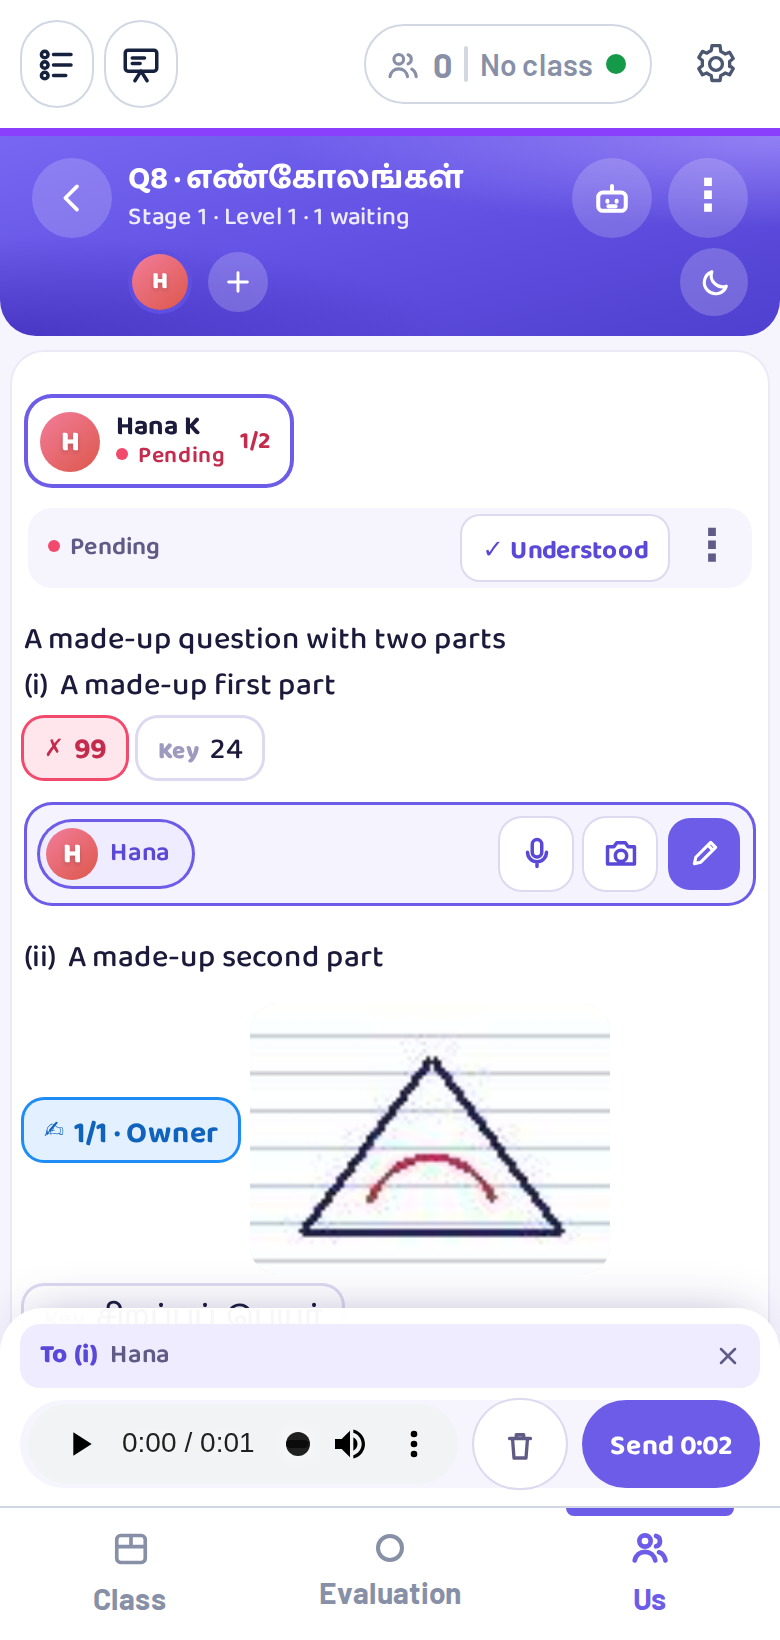 0 No class
Q8 · எண்கோலங்கள்
Stage 1 · Level 1 · 1 waiting
H
H Hana K 1/2
Pending
Pending ✓ Understood
A made-up question with two parts
(i) A made-up first part
✗ 99 Key 24
H Hana
(ii) A made-up second part
✍ 1/1 · Owner
To (i) Hana
0:00 / 0:01 Send 0:02
Class Evaluation Us